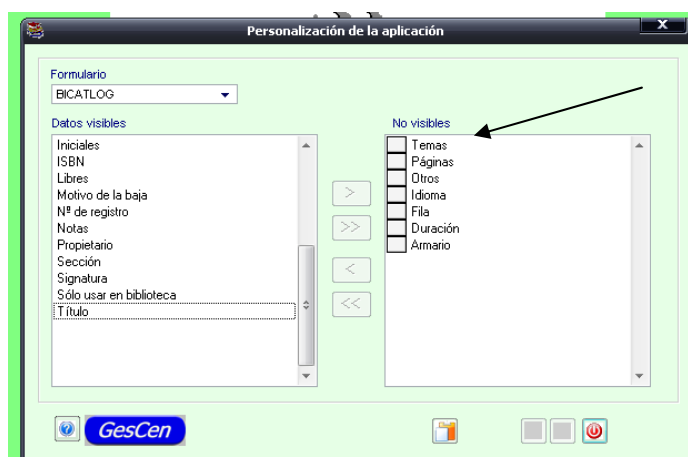 Personalización de la aplicación
x
Formulario
BICATLOG
Datos visibles
Iniciales
ISBN
Libres
Motivo de la baja
Nº de registro
Notas
Propietario
Sección
Signatura
Sólo usar en biblioteca
Título
>
>>
<
<<
No visibles
Temas
Páginas
Otros
Idioma
Fila
Duración
Armario
?
GesCen